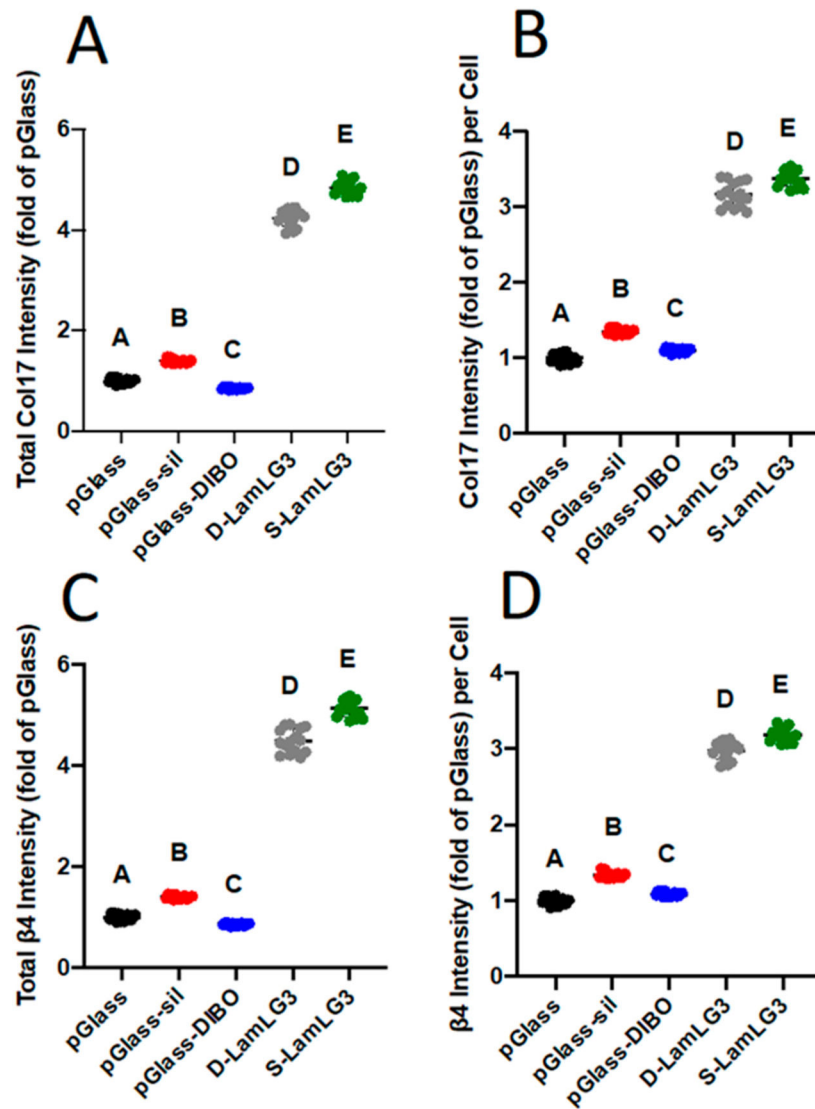 A
Total Col17 Intensity (fold of pGlass)
6
4
2
0
A
B
C
D
E
pGlass
pGlass-sil
pGlass-DIBO
D-LamLG3
S-LamLG3
B
Col17 Intensity (fold of pGlass) per Cell
4
3
2
1
0
A
B
C
D
E
pGlass
pGlass-sil
pGlass-DIBO
D-LamLG3
S-LamLG3
C
Total β4 Intensity (fold of pGlass)
6
4
2
0
A
B
C
D
E
pGlass
pGlass-sil
pGlass-DIBO
D-LamLG3
S-LamLG3
D
β4 Intensity (fold of pGlass) per Cell
4
3
2
1
0
A
B
C
D
E
pGlass
pGlass-sil
pGlass-DIBO
D-LamLG3
S-LamLG3